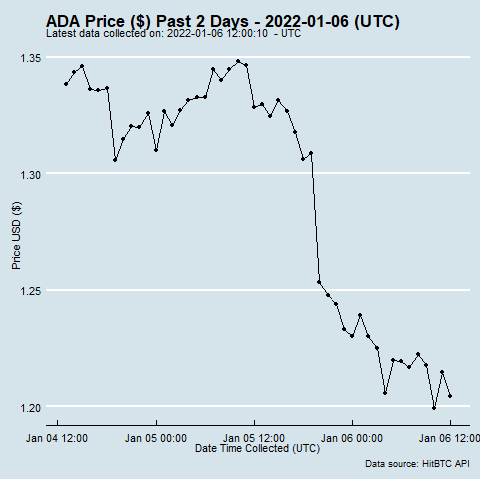 ADA Price ($) Past 2 Days - 2022-01-06 (UTC)
Latest data collected on: 2022-01-06 12:00:10 - UTC
1.35
1.30
1.25
1.20
Price USD ($)
Jan 04 12:00 Jan 05 00:00 Jan 05 12:00 Jan 06 00:00 Jan 06 12:00
Date Time Collected (UTC)
Data source: HitBTC API